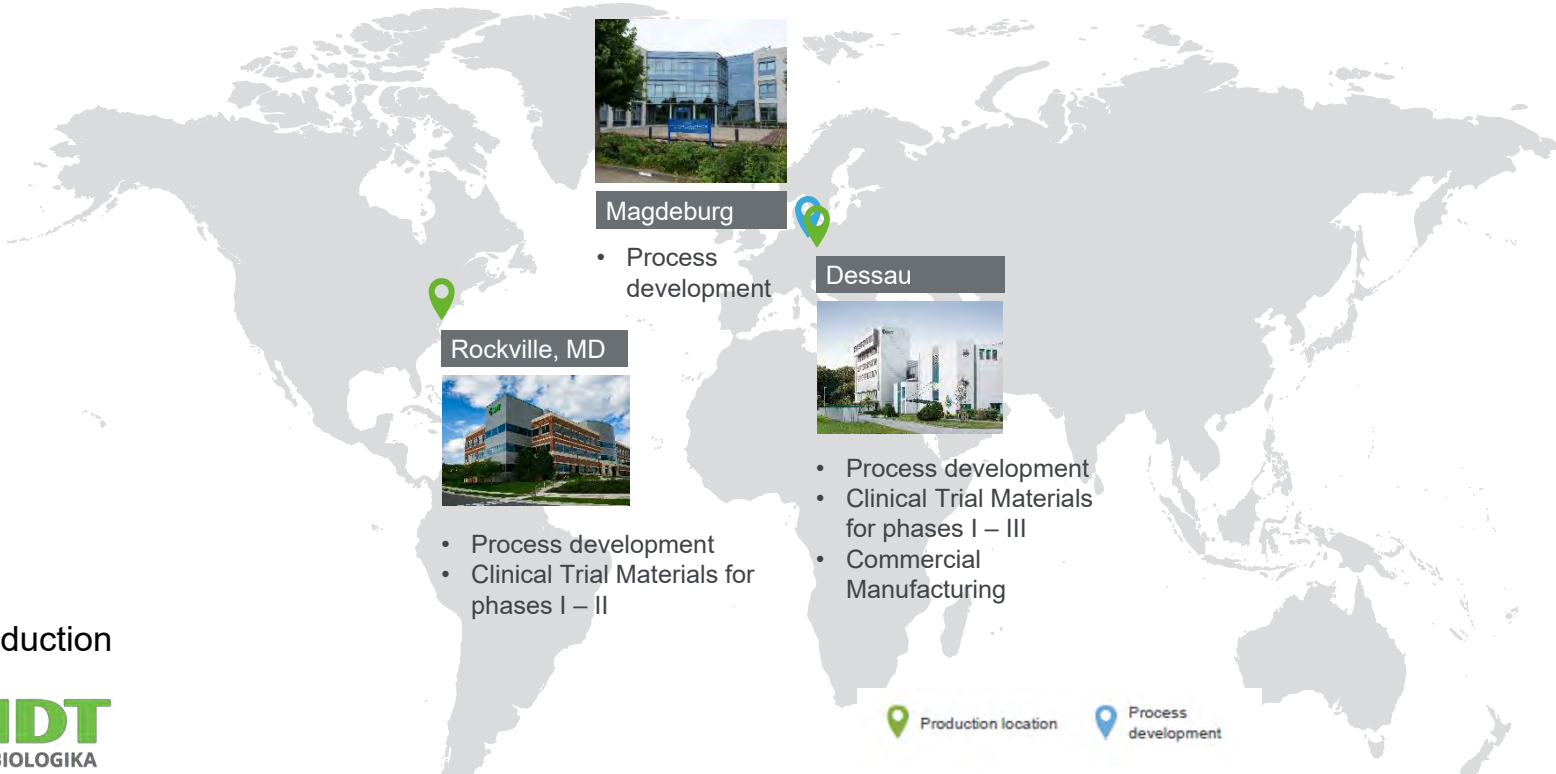 Magdeburg
• Process
development
Dessau
Rockville, MD
• Process development
• Clinical Trial Materials
for phases I – III
• Commercial
Manufacturing
• Process development
• Clinical Trial Materials for
phases I – II
duction
IDT
BIOLOGIKA
Production location
Process
development